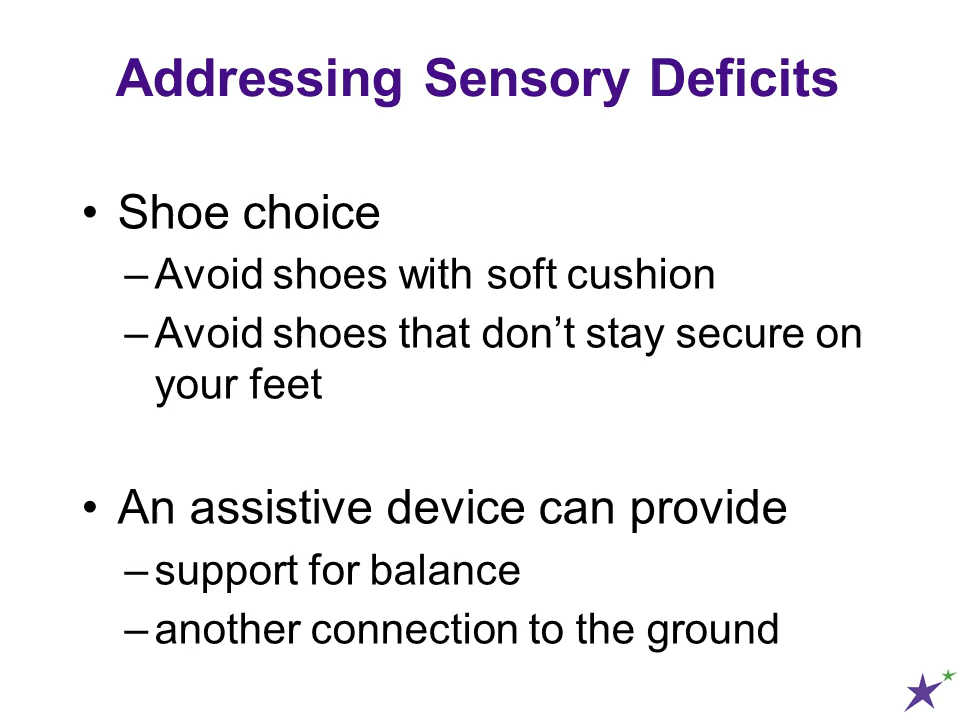 Addressing Sensory Deficits
• Shoe choice
– Avoid shoes with soft cushion
– Avoid shoes that don’t stay secure on
your feet
• An assistive device can provide
– support for balance
– another connection to the ground